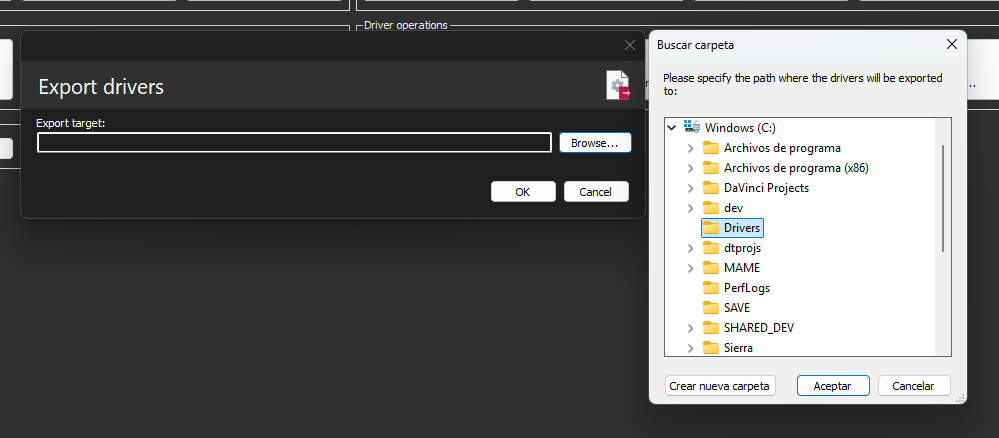 Driver operations
Export drivers
Export target:
Browse...
OK
Cancel
Buscar carpeta
Please specify the path where the drivers will be exported
to:
Windows (C:)
Archivos de programa
Archivos de programa (x86)
DaVinci Projects
dev
Drivers
dtprojs
MAME
PerfLogs
SAVE
SHARED_DEV
Sierra
Crear nueva carpeta
Aceptar
Cancelar